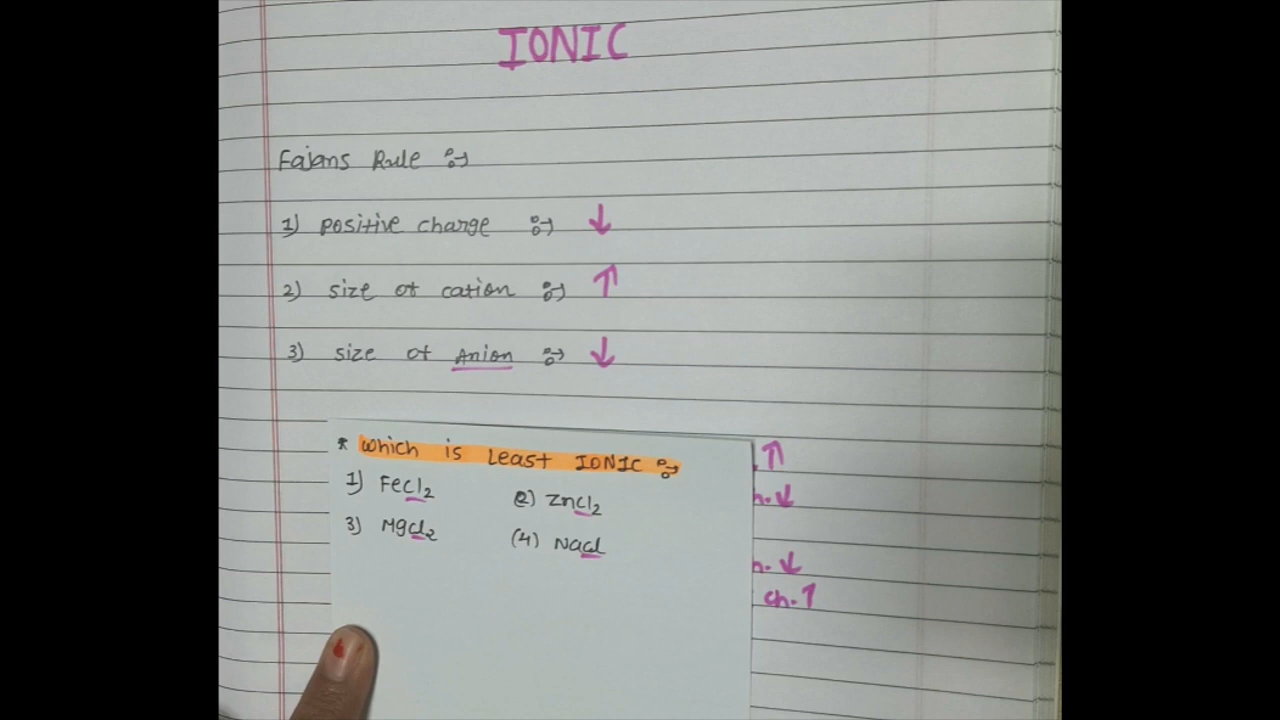 IONIC
Fajans Rule :-
1) positive charge :- ↓
2) size of cation :- ↑
3) size of Anion :- ↓
* which is Least IONIC :-
1) FeCl2 2) ZnCl2
3) MgCl2 (4) NaCl
↑
h. ↓
h. ↓
ch. ↑